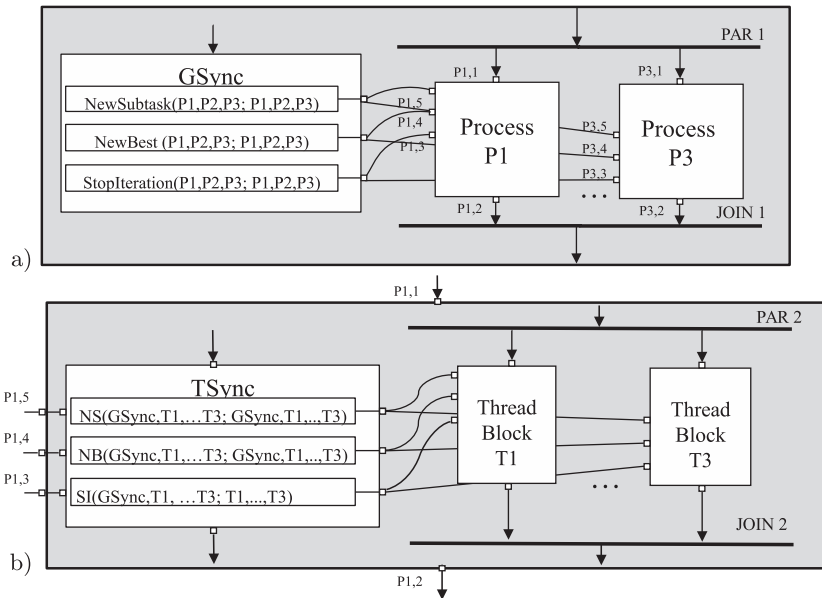 PAR 1
GSync
NewSubtask(P1,P2,P3; P1,P2,P3)
NewBest (P1,P2,P3; P1,P2,P3)
StopIteration(P1,P2,P3; P1,P2,P3)
P1,1
P1,5
P1,4
P1,3
Process
P1
P1,2
P3,1
P3,5
P3,4
P3,3
...
Process
P3
P3,2
JOIN 1
a)
P1,1
PAR 2
TSync
P1,5
NS(GSync,T1,...T3; GSync,T1,..,T3)
P1,4
NB(GSync,T1,...T3; GSync,T1,..,T3)
P1,3
SI(GSync,T1, ...T3; T1,...,T3)
Thread
Block
T1
...
Thread
Block
T3
JOIN 2
b)
P1,2